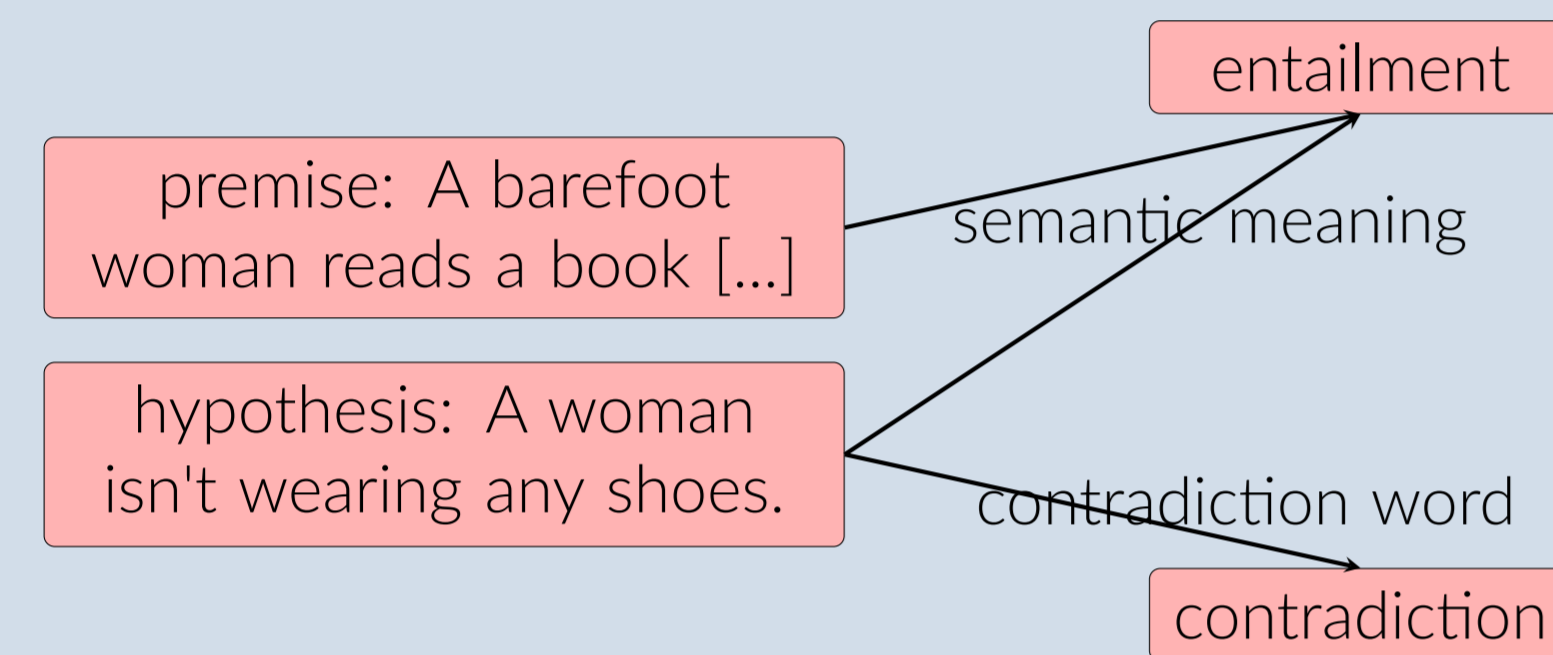 entailment
premise: A barefoot
woman reads a book [...]
semantic meaning
hypothesis: A woman
isn't wearing any shoes.
contradiction word
contradiction